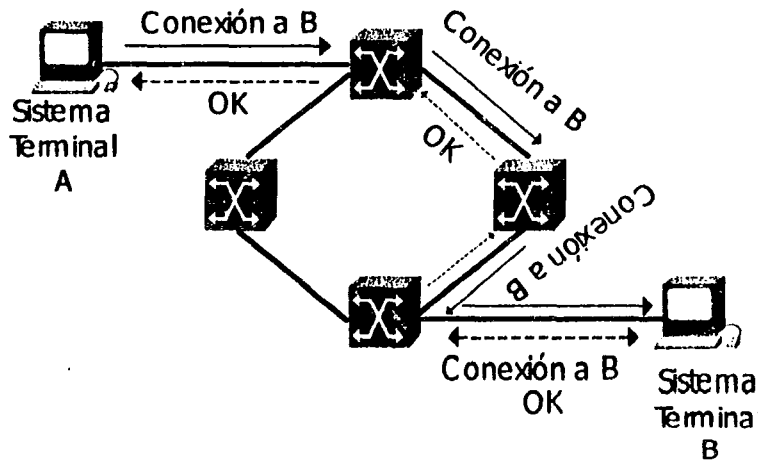 Conexión a B
OK
Sistema
Terminal
A
Conexión a B
OK
Conexión a B
Conexión a B
OK
Sistema
Termina
B